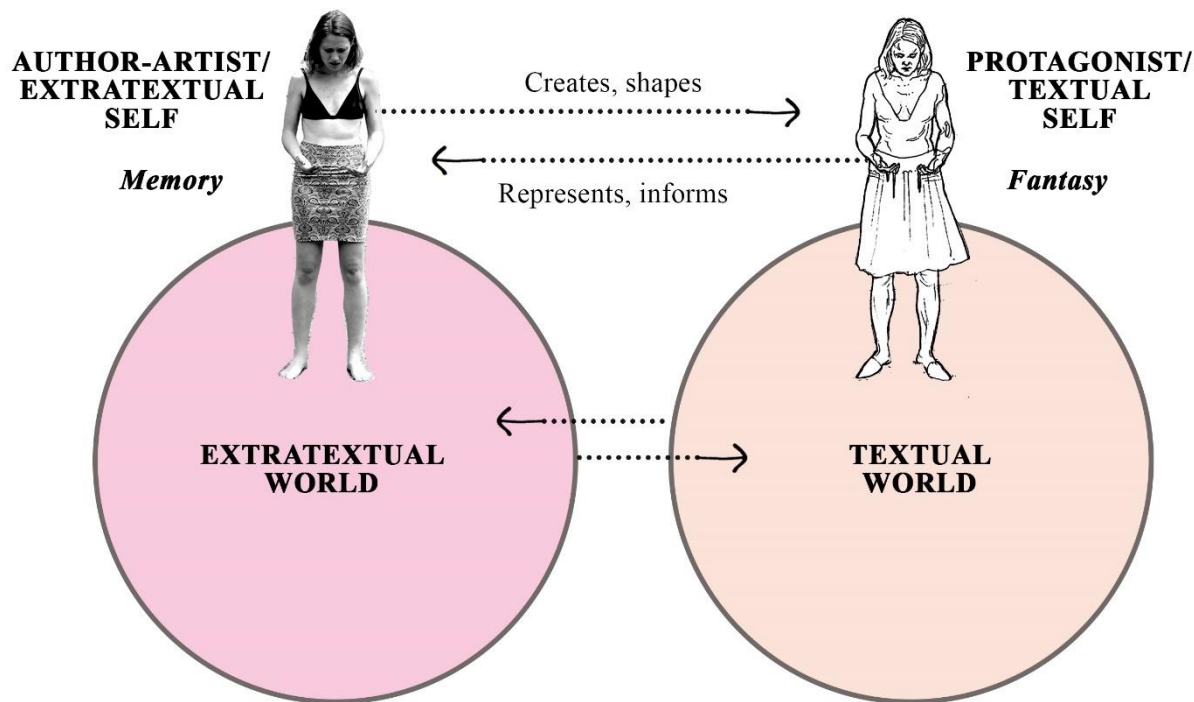 AUTHOR-ARTIST/
EXTRATEXTUAL
SELF
Memory
Creates, shapes
Represents, informs
PROTAGONIST/
TEXTUAL
SELF
Fantasy
EXTRATEXTUAL
WORLD
TEXTUAL
WORLD